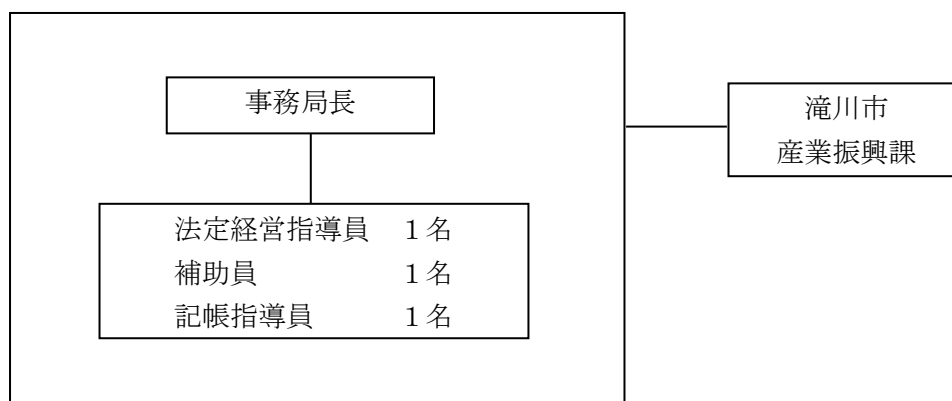 事務局長
滝川市
産業振興課
法定経営指導員　１名
補助員　１名
記帳指導員　１名